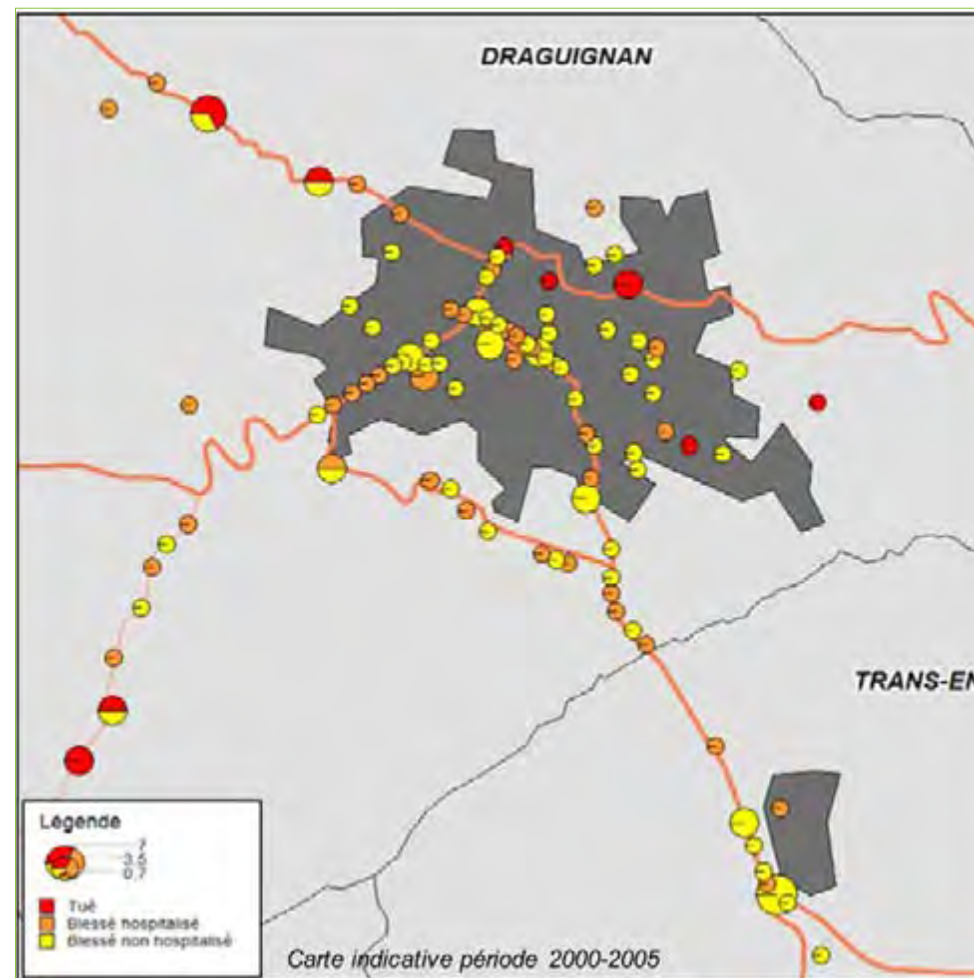 DRAGUIGNAN
TRANS-EN
Légende
7
3.5
0.7
Tué
Blessé hospitalisé
Blessé non hospitalisé
Carte indicative période 2000-2005